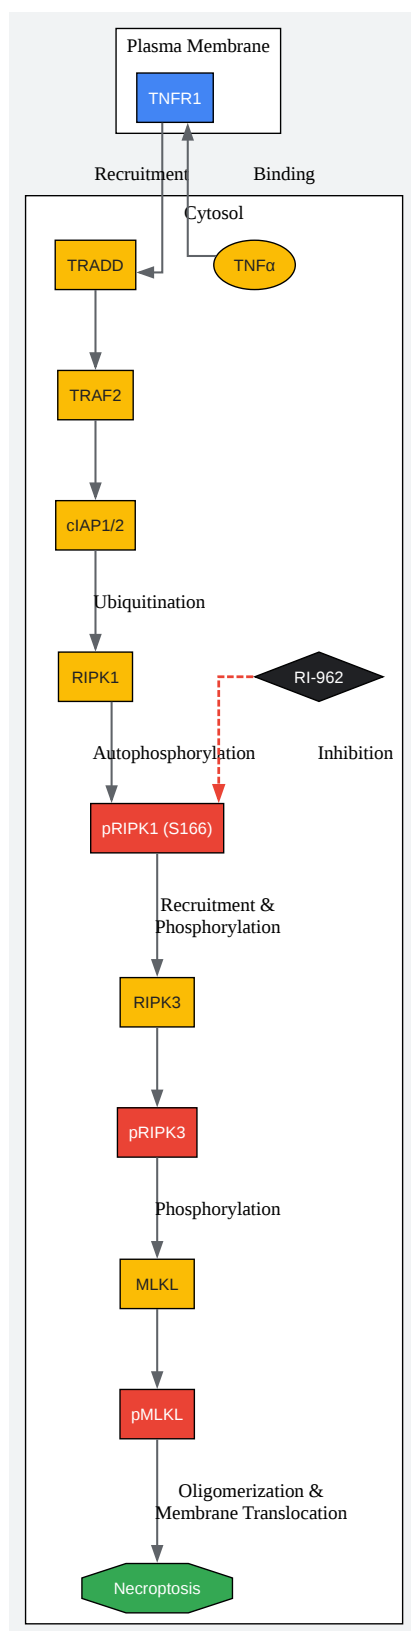 Plasma Membrane
TNFR1
Recruitment
Binding
Cytosol
TRADD
TNFα
TRAF2
cIAP1/2
Ubiquitination
RIPK1
RI-962
Autophosphorylation
Inhibition
pRIPK1 (S166)
Recruitment &
Phosphorylation
RIPK3
pRIPK3
Phosphorylation
MLKL
pMLKL
Oligomerization &
Membrane Translocation
Necroptosis